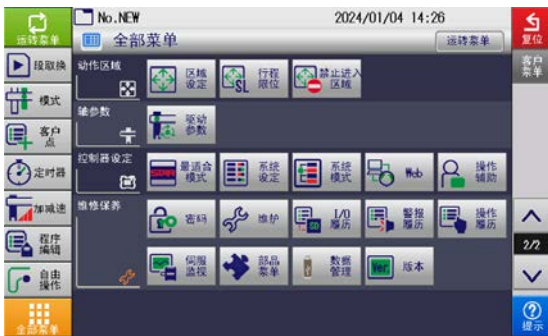 No.NEW
2024/01/04 14:26
全部菜单
运转菜单
运转菜单
段取换
模式
客户
点
定时器
加减速
程序
编辑
自由
操作
全部菜单
动作区域
区域
设定
行程
限位
SL
禁止进入
区域
轴参数
驱动
参数
控制器设定
STAR
最适合
模式
系统
设定
系统
模式
Web
操作
辅助
维修保养
密码
维护
SD
I/O
履历
警报
履历
操作
履历
伺服
监视
部品
菜单
数据
管理
Ver.
版本
复位
客户
菜单
2/2
提示